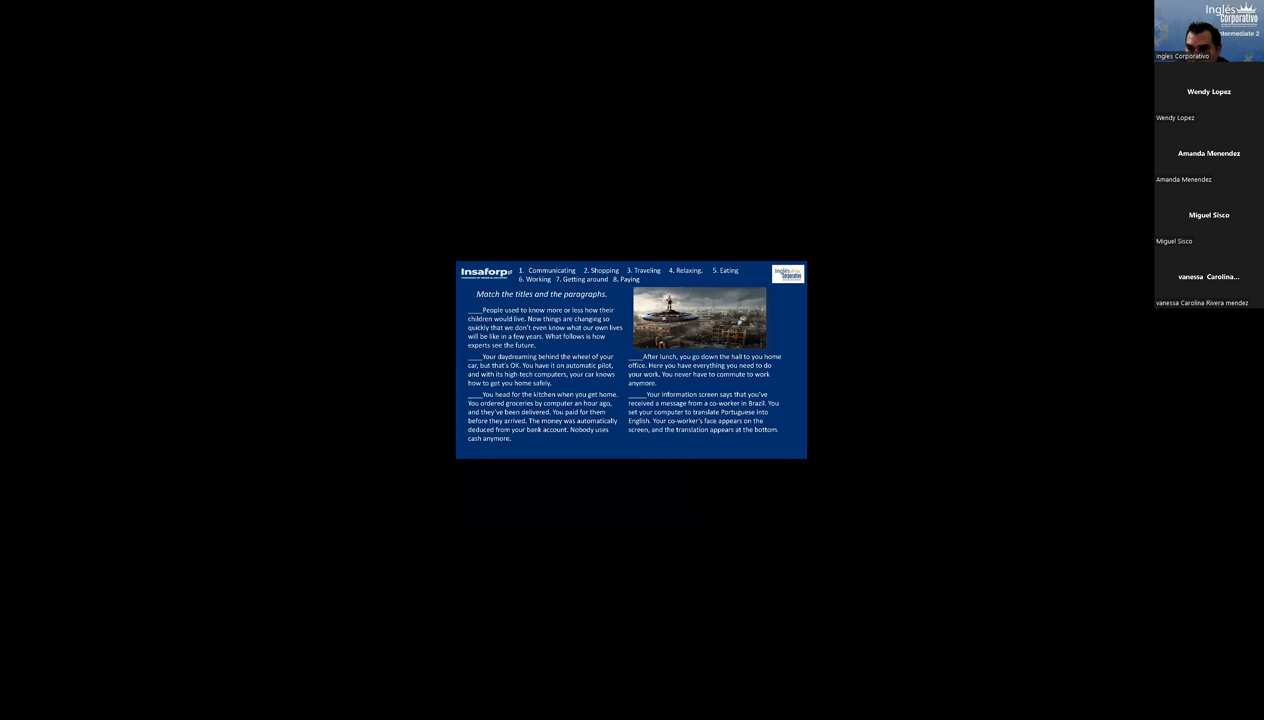 Insaforp
1. Communicating 2. Shopping 3. Traveling 4. Relaxing. 5. Eating
6. Working 7. Getting around 8. Paying
Inglés
Corporativo
Match the titles and the paragraphs.
____People used to know more or less how their
children would live. Now things are changing so
quickly that we don't even know what our own lives
will be like in a few years. What follows is how
experts see the future.
____Your daydreaming behind the wheel of your
car, but that's OK. You have it on automatic pilot,
and with its high-tech computers, your car knows
how to get you home safely.
____You head for the kitchen when you get home.
You ordered groceries by computer an hour ago,
and they've been delivered. You paid for them
before they arrived. The money was automatically
deduced from your bank account. Nobody uses
cash anymore.
____After lunch, you go down the hall to you home
office. Here you have everything you need to do
your work. You never have to commute to work
anymore.
_____Your information screen says that you've
received a message from a co-worker in Brazil. You
set your computer to translate Portuguese into
English. Your co-worker's face appears on the
screen, and the translation appears at the bottom.
Inglés
Corporativo
ntermediate 2
Ingles Corporativo
Wendy Lopez
Wendy Lopez
Amanda Menendez
Amanda Menendez
Miguel Sisco
Miguel Sisco
vanessa Carolina...
vanessa Carolina Rivera mendez